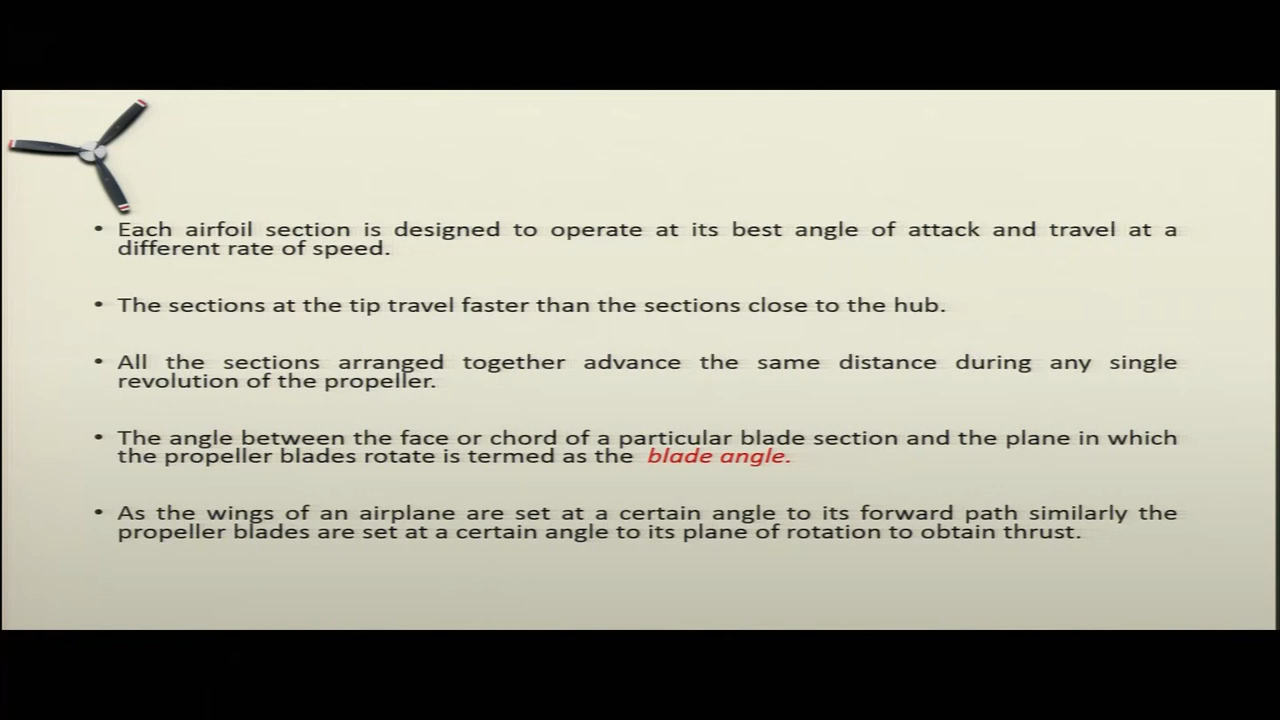 • Each airfoil section is designed to operate at its best angle of attack and travel at a
different rate of speed.
• The sections at the tip travel faster than the sections close to the hub.
• All the sections arranged together advance the same distance during any single
revolution of the propeller.
• The angle between the face or chord of a particular blade section and the plane in which
the propeller blades rotate is termed as the blade angle.
• As the wings of an airplane are set at a certain angle to its forward path similarly the
propeller blades are set at a certain angle to its plane of rotation to obtain thrust.